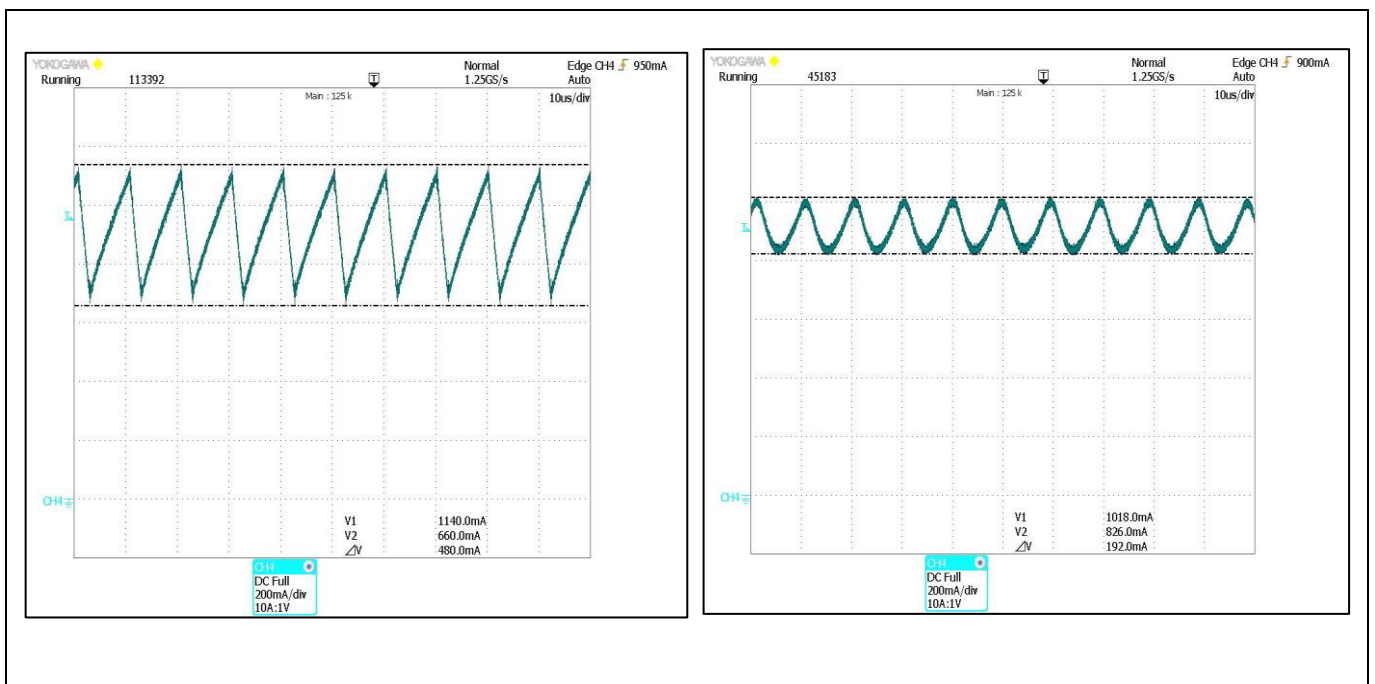 YOKOGAWA
Normal
Edge CH4 950mA
Running 113392
1.25GS/s
Auto
Main : 125 k
10us/div
CH4
V1 1140.0mA
V2 660.0mA
⊿V 480.0mA
CH4
DC Full
200mA/div
10A:1V
YOKOGAWA
Normal
Edge CH4 900mA
Running 45183
1.25GS/s
Auto
Main : 125 k
10us/div
CH4
V1 1018.0mA
V2 826.0mA
⊿V 192.0mA
CH4
DC Full
200mA/div
10A:1V